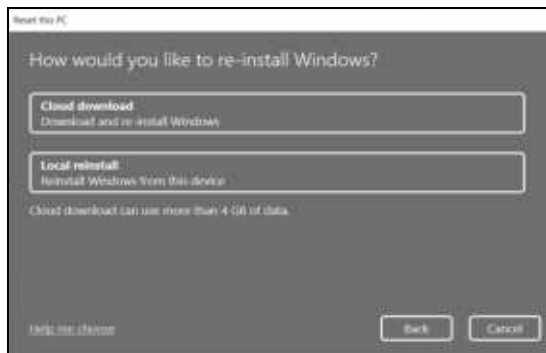 Reset this PC
How would you like to re-install Windows?
Cloud download
Download and re-install Windows
Local reinstall
Reinstall Windows from this device
Cloud download can use more than 4 GB of data.
Help me choose
Back
Cancel